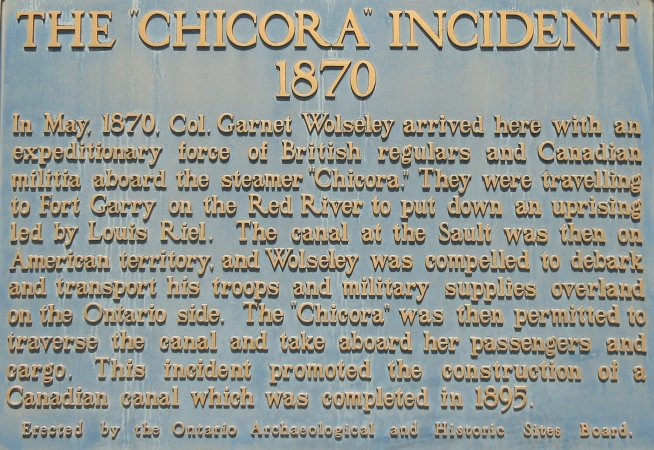 THE "CHICORA" INCIDENT
1870
In May, 1870, Col. Garnet Wolseley arrived here with an
expeditionary force of British regulars and Canadian
militia aboard the steamer "Chicora." They were travelling
to Fort Garry on the Red River to put down an uprising
led by Louis Riel. The canal at the Sault was then on
American territory, and Wolseley was compelled to debark
and transport his troops and military supplies overland
on the Ontario side. The "Chicora" was then permitted to
traverse the canal and take aboard her passengers and
cargo. This incident promoted the construction of a
Canadian canal which was completed in 1895.
Erected by the Ontario Archaeological and Historic Sites Board.